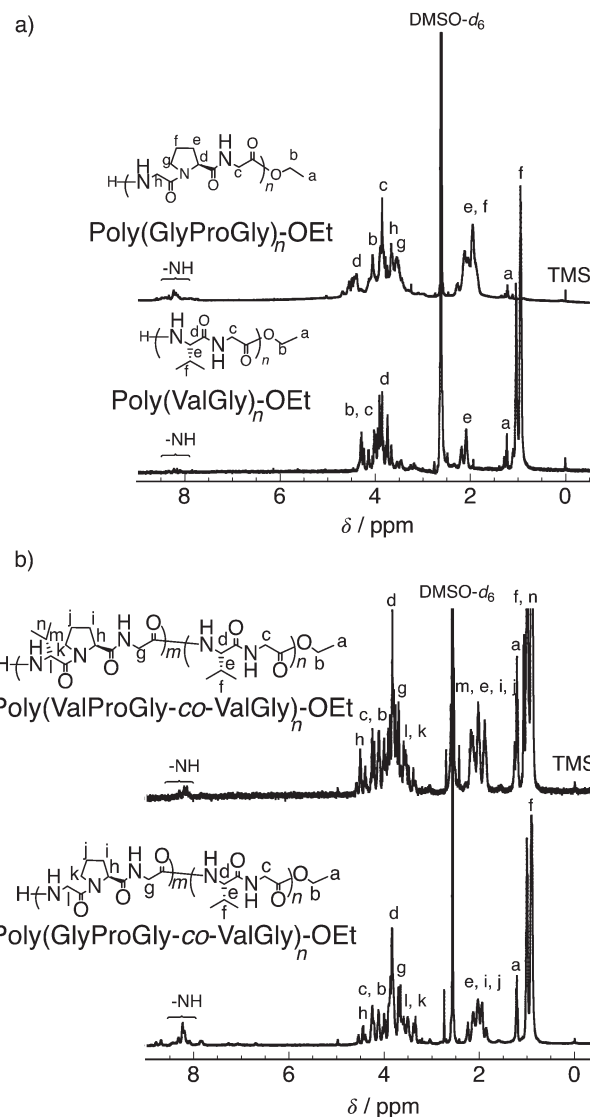 a)
DMSO-d6
f
e
N
d
H
N
O
b
H
N
H
g
h
O
O
c
n
O
a
c
f
Poly(GlyProGly)n-OEt
-NH
d
b
h
g
e, f
a
TMS
H
N
d
O
c
H
e
N
H
O
n
O
b
a
f
Poly(ValGly)n-OEt
-NH
b, c
d
e
a
8
6
4
2
0
δ / ppm
b)
DMSO-d6
f, n
n
m
j
i
k
N
h
H
N
O
g
m
H
N
d
O
c
a
H
N
H
l
O
O
e
N
H
O
n
O
b
f
Poly(ValProGly-co-ValGly)n-OEt
-NH
h
c, b
d
g
l, k
m, e, i, j
a
TMS
f
j
i
k
N
h
H
N
O
g
m
H
N
d
O
c
a
H
N
H
l
O
O
e
N
H
O
n
O
b
f
Poly(GlyProGly-co-ValGly)n-OEt
-NH
h
c, b
d
g
l, k
e, i, j
a
8
6
4
2
0
δ / ppm